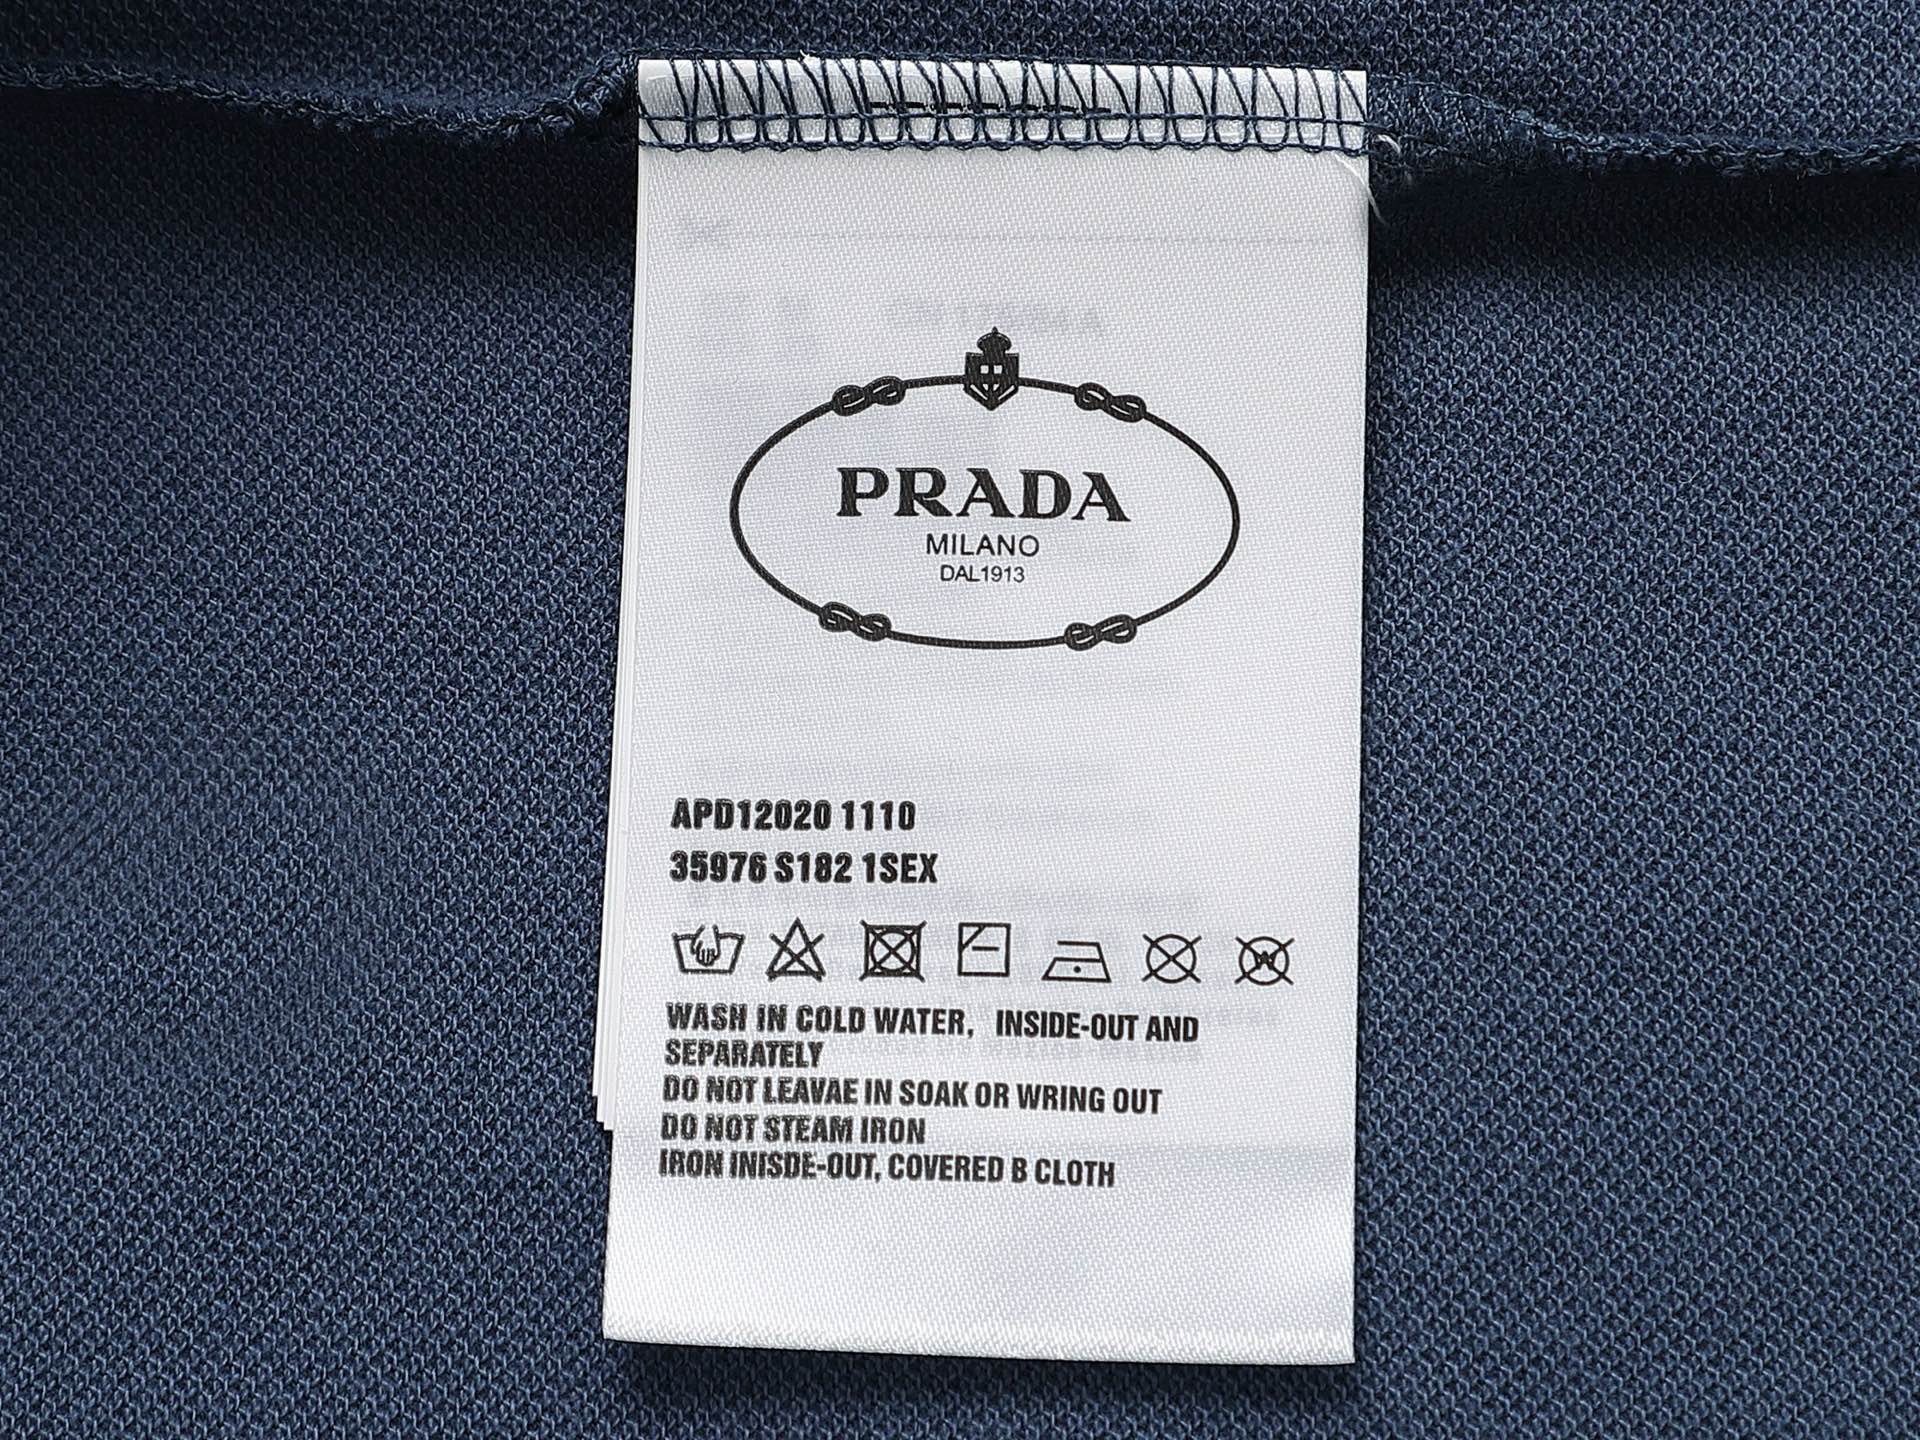 PRADA
MILANO
DAL1913
APD12020 1110
35976 S182 1SEX
W
WASH IN COLD WATER, INSIDE-OUT AND
SEPARATELY
DO NOT LEAVAE IN SOAK OR WRING OUT
DO NOT STEAM IRON
IRON INISDE-OUT, COVERED B CLOTH